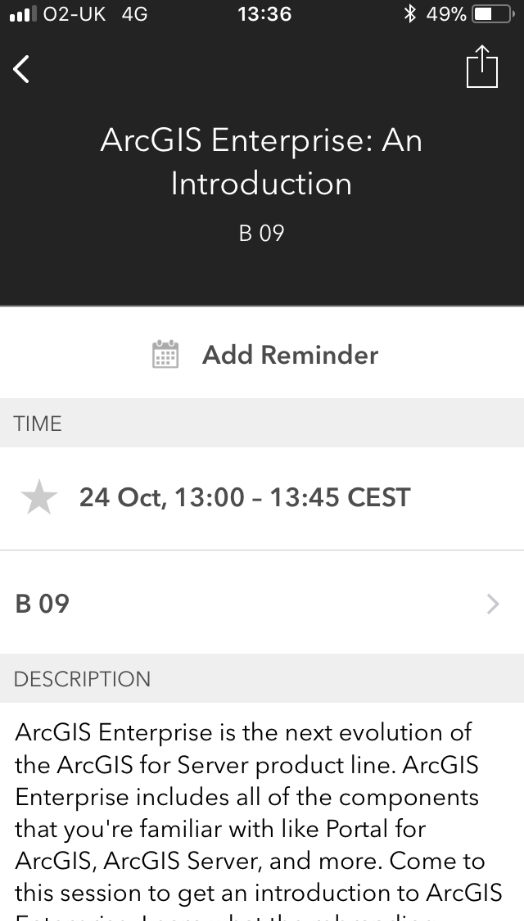 O2-UK 4G 13:36 49%
ArcGIS Enterprise: An
Introduction
B 09
Add Reminder
TIME
24 Oct, 13:00 – 13:45 CEST
B 09
DESCRIPTION
ArcGIS Enterprise is the next evolution of
the ArcGIS for Server product line. ArcGIS
Enterprise includes all of the components
that you're familiar with like Portal for
ArcGIS, ArcGIS Server, and more. Come to
this session to get an introduction to ArcGIS